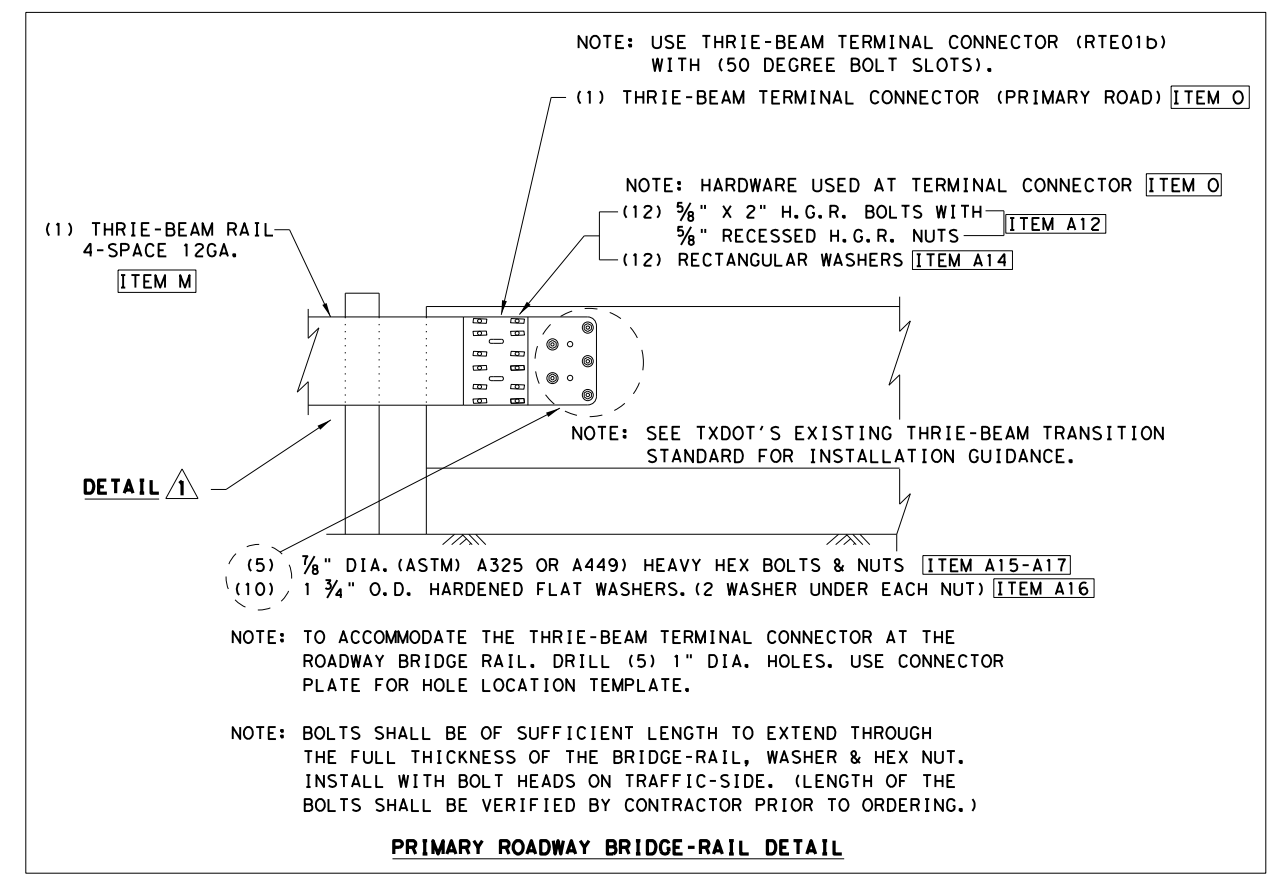 NOTE: USE THRIE-BEAM TERMINAL CONNECTOR (RTE01b)
WITH (50 DEGREE BOLT SLOTS).
(1) THRIE-BEAM TERMINAL CONNECTOR (PRIMARY ROAD) ITEM O
NOTE: HARDWARE USED AT TERMINAL CONNECTOR ITEM O
(12) 5/8" X 2" H.G.R. BOLTS WITH
5/8" RECESSED H.G.R. NUTS
ITEM A12
(12) RECTANGULAR WASHERS ITEM A14
(1) THRIE-BEAM RAIL
4-SPACE 12GA.
ITEM M
NOTE: SEE TXDOT'S EXISTING THRIE-BEAM TRANSITION
STANDARD FOR INSTALLATION GUIDANCE.
DETAIL 1
(5) 7/8" DIA.(ASTM) A325 OR A449) HEAVY HEX BOLTS & NUTS ITEM A15-A17
(10) 1 3/4" O.D. HARDENED FLAT WASHERS.(2 WASHER UNDER EACH NUT) ITEM A16
NOTE: TO ACCOMMODATE THE THRIE-BEAM TERMINAL CONNECTOR AT THE
ROADWAY BRIDGE RAIL. DRILL (5) 1" DIA. HOLES. USE CONNECTOR
PLATE FOR HOLE LOCATION TEMPLATE.
NOTE: BOLTS SHALL BE OF SUFFICIENT LENGTH TO EXTEND THROUGH
THE FULL THICKNESS OF THE BRIDGE-RAIL, WASHER & HEX NUT.
INSTALL WITH BOLT HEADS ON TRAFFIC-SIDE. (LENGTH OF THE
BOLTS SHALL BE VERIFIED BY CONTRACTOR PRIOR TO ORDERING.)
PRIMARY ROADWAY BRIDGE-RAIL DETAIL